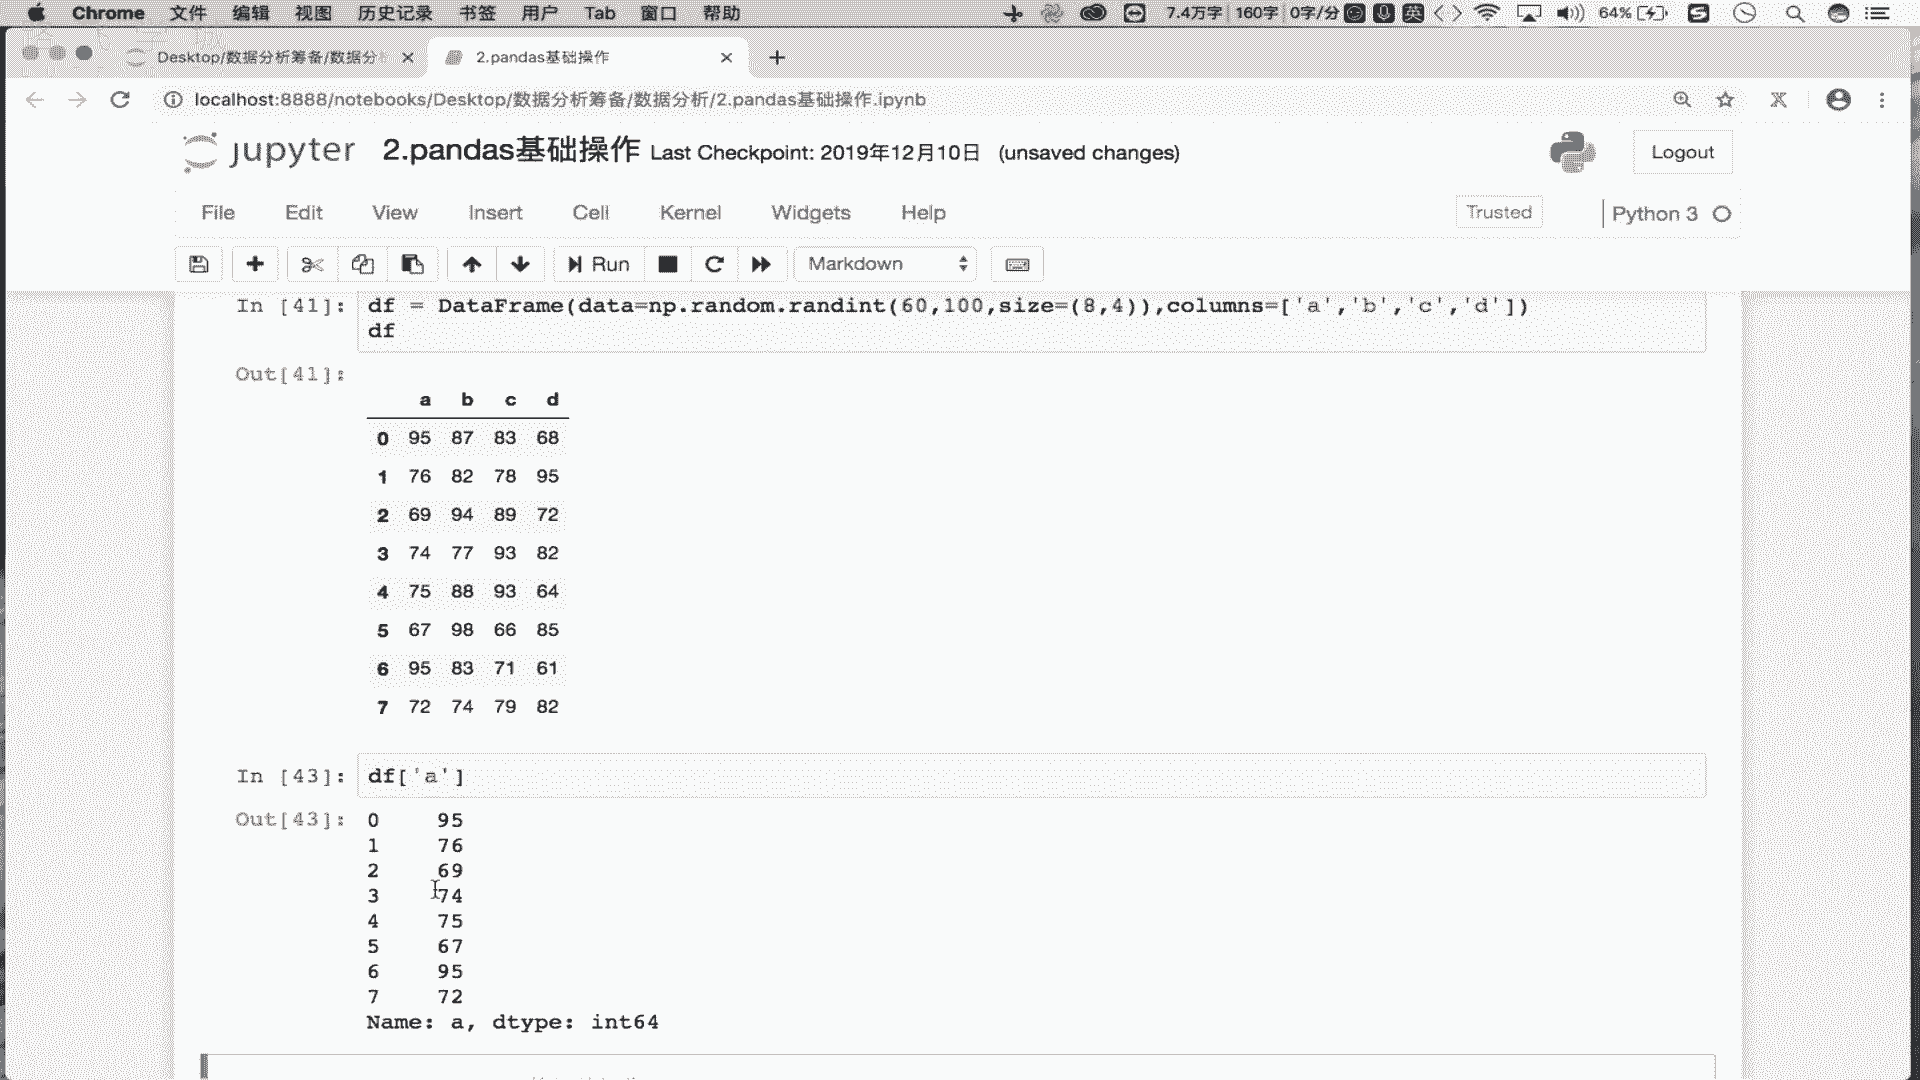 Chrome 文件 编辑 视图 历史记录 书签 用户 Tab 窗口 帮助 7.4万字 160字 0字/分 英 64%
Desktop/数据分析筹备/数据分 2.pandas基础操作
localhost:8888/notebooks/Desktop/数据分析筹备/数据分析/2.pandas基础操作.ipynb
jupyter 2.pandas基础操作 Last Checkpoint: 2019年12月10日 (unsaved changes) Logout
File Edit View Insert Cell Kernel Widgets Help Trusted Python 3
Run Markdown
In [41]: df = DataFrame(data=np.random.randint(60,100,size=(8,4)),columns=['a','b','c','d'])
df
Out[41]:
a b c d
0 95 87 83 68
1 76 82 78 95
2 69 94 89 72
3 74 77 93 82
4 75 88 93 64
5 67 98 66 85
6 95 83 71 61
7 72 74 79 82
In [43]: df['a']
Out[43]: 0 95
1 76
2 69
3 74
4 75
5 67
6 95
7 72
Name: a, dtype: int64